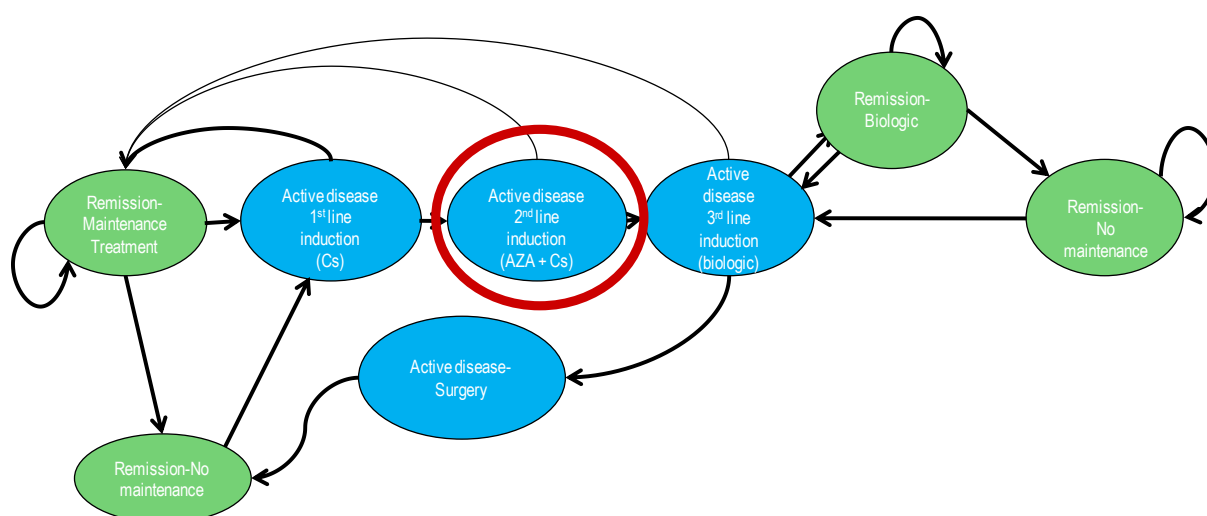 Remission-
Biologic
Active
disease
3rd line
induction
(biologic)
Active disease
1st line
induction
(Cs)
Active disease
2nd line
induction
(AZA + Cs)
Remission-
Maintenance
Treatment
Remission-
No
maintenance
Active disease-
Surgery
Remission-No
maintenance